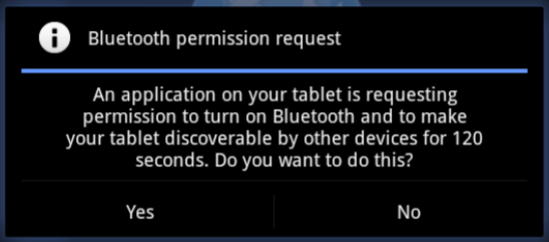 Bluetooth permission request
An application on your tablet is requesting
permission to turn on Bluetooth and to make
your tablet discoverable by other devices for 120
seconds. Do you want to do this?
Yes
No